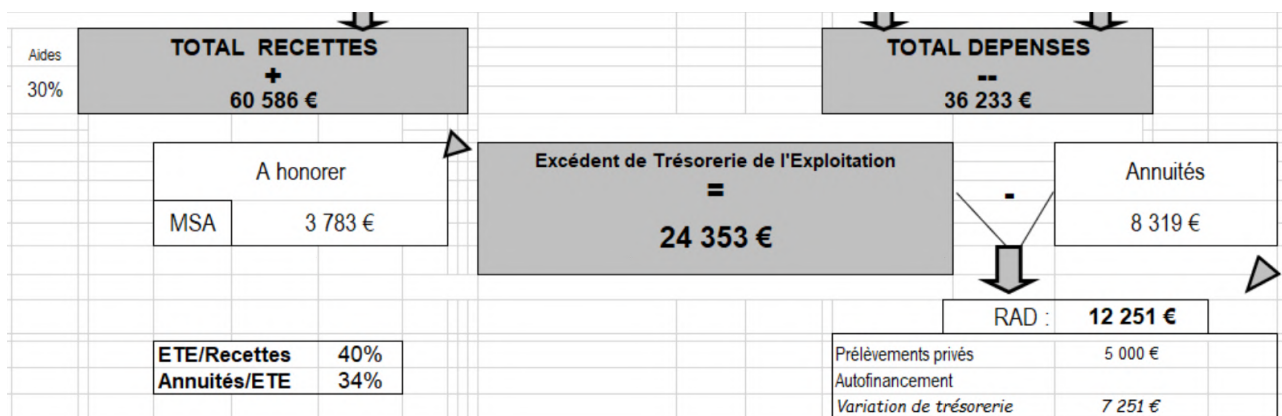 Aides
30%
TOTAL RECETTES
+
60 586 €
TOTAL DEPENSES
--
36 233 €
A honorer
MSA 3 783 €
Excédent de Trésorerie de l'Exploitation
=
24 353 €
-
Annuités
8 319 €
RAD : 12 251 €
ETE/Recettes 40%
Annuités/ETE 34%
Prélèvements privés 5 000 €
Autofinancement
Variation de trésorerie 7 251 €